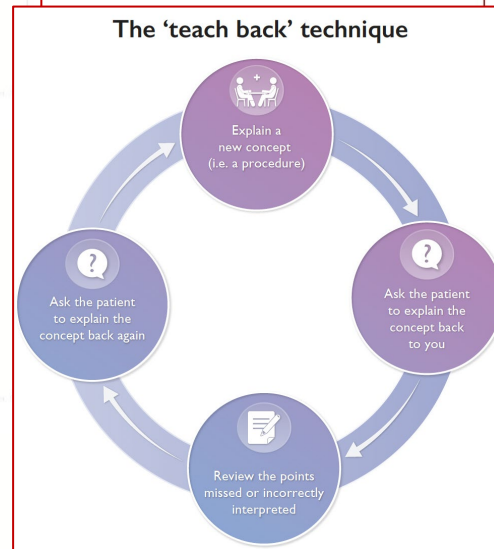 The ‘teach back’ technique
Explain a
new concept
(i.e. a procedure)
Ask the patient
to explain the
concept back
to you
Review the points
missed or incorrectly
interpreted
Ask the patient
to explain the
concept back again